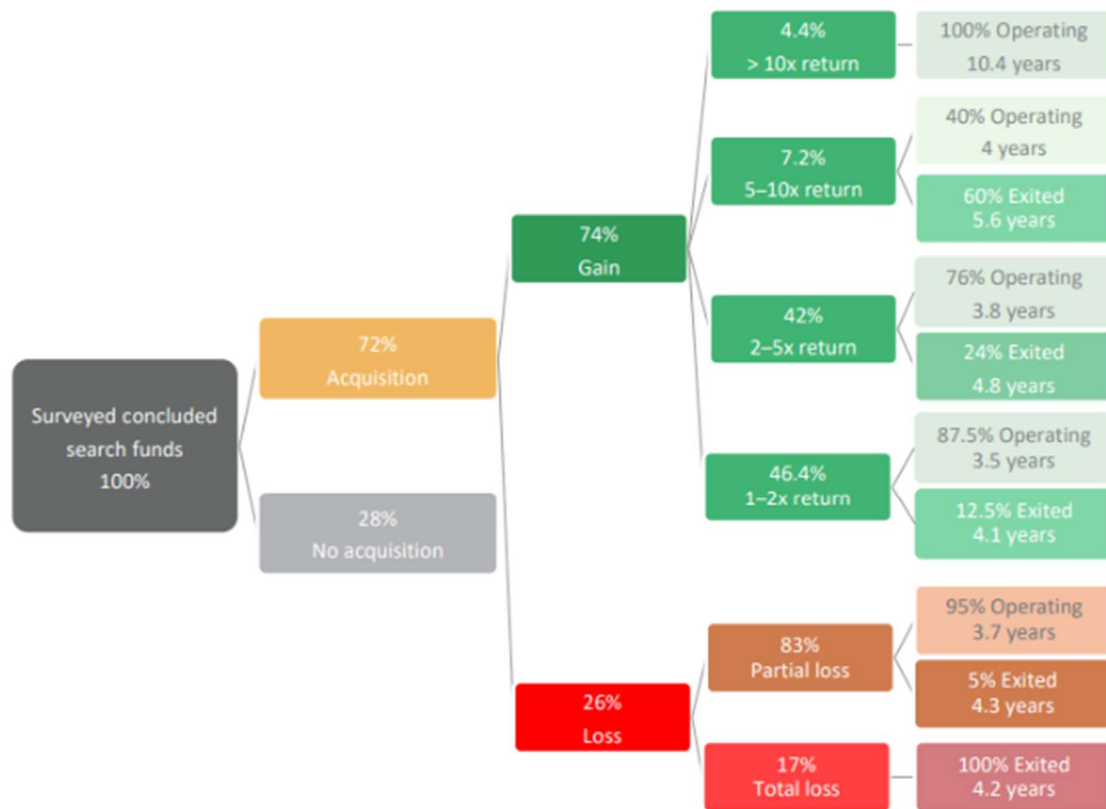 Surveyed concluded
search funds
100%
72%
Acquisition
28%
No acquisition
74%
Gain
26%
Loss
4.4%
> 10x return
7.2%
5–10x return
42%
2–5x return
46.4%
1–2x return
83%
Partial loss
17%
Total loss
100% Operating
10.4 years
40% Operating
4 years
60% Exited
5.6 years
76% Operating
3.8 years
24% Exited
4.8 years
87.5% Operating
3.5 years
12.5% Exited
4.1 years
95% Operating
3.7 years
5% Exited
4.3 years
100% Exited
4.2 years